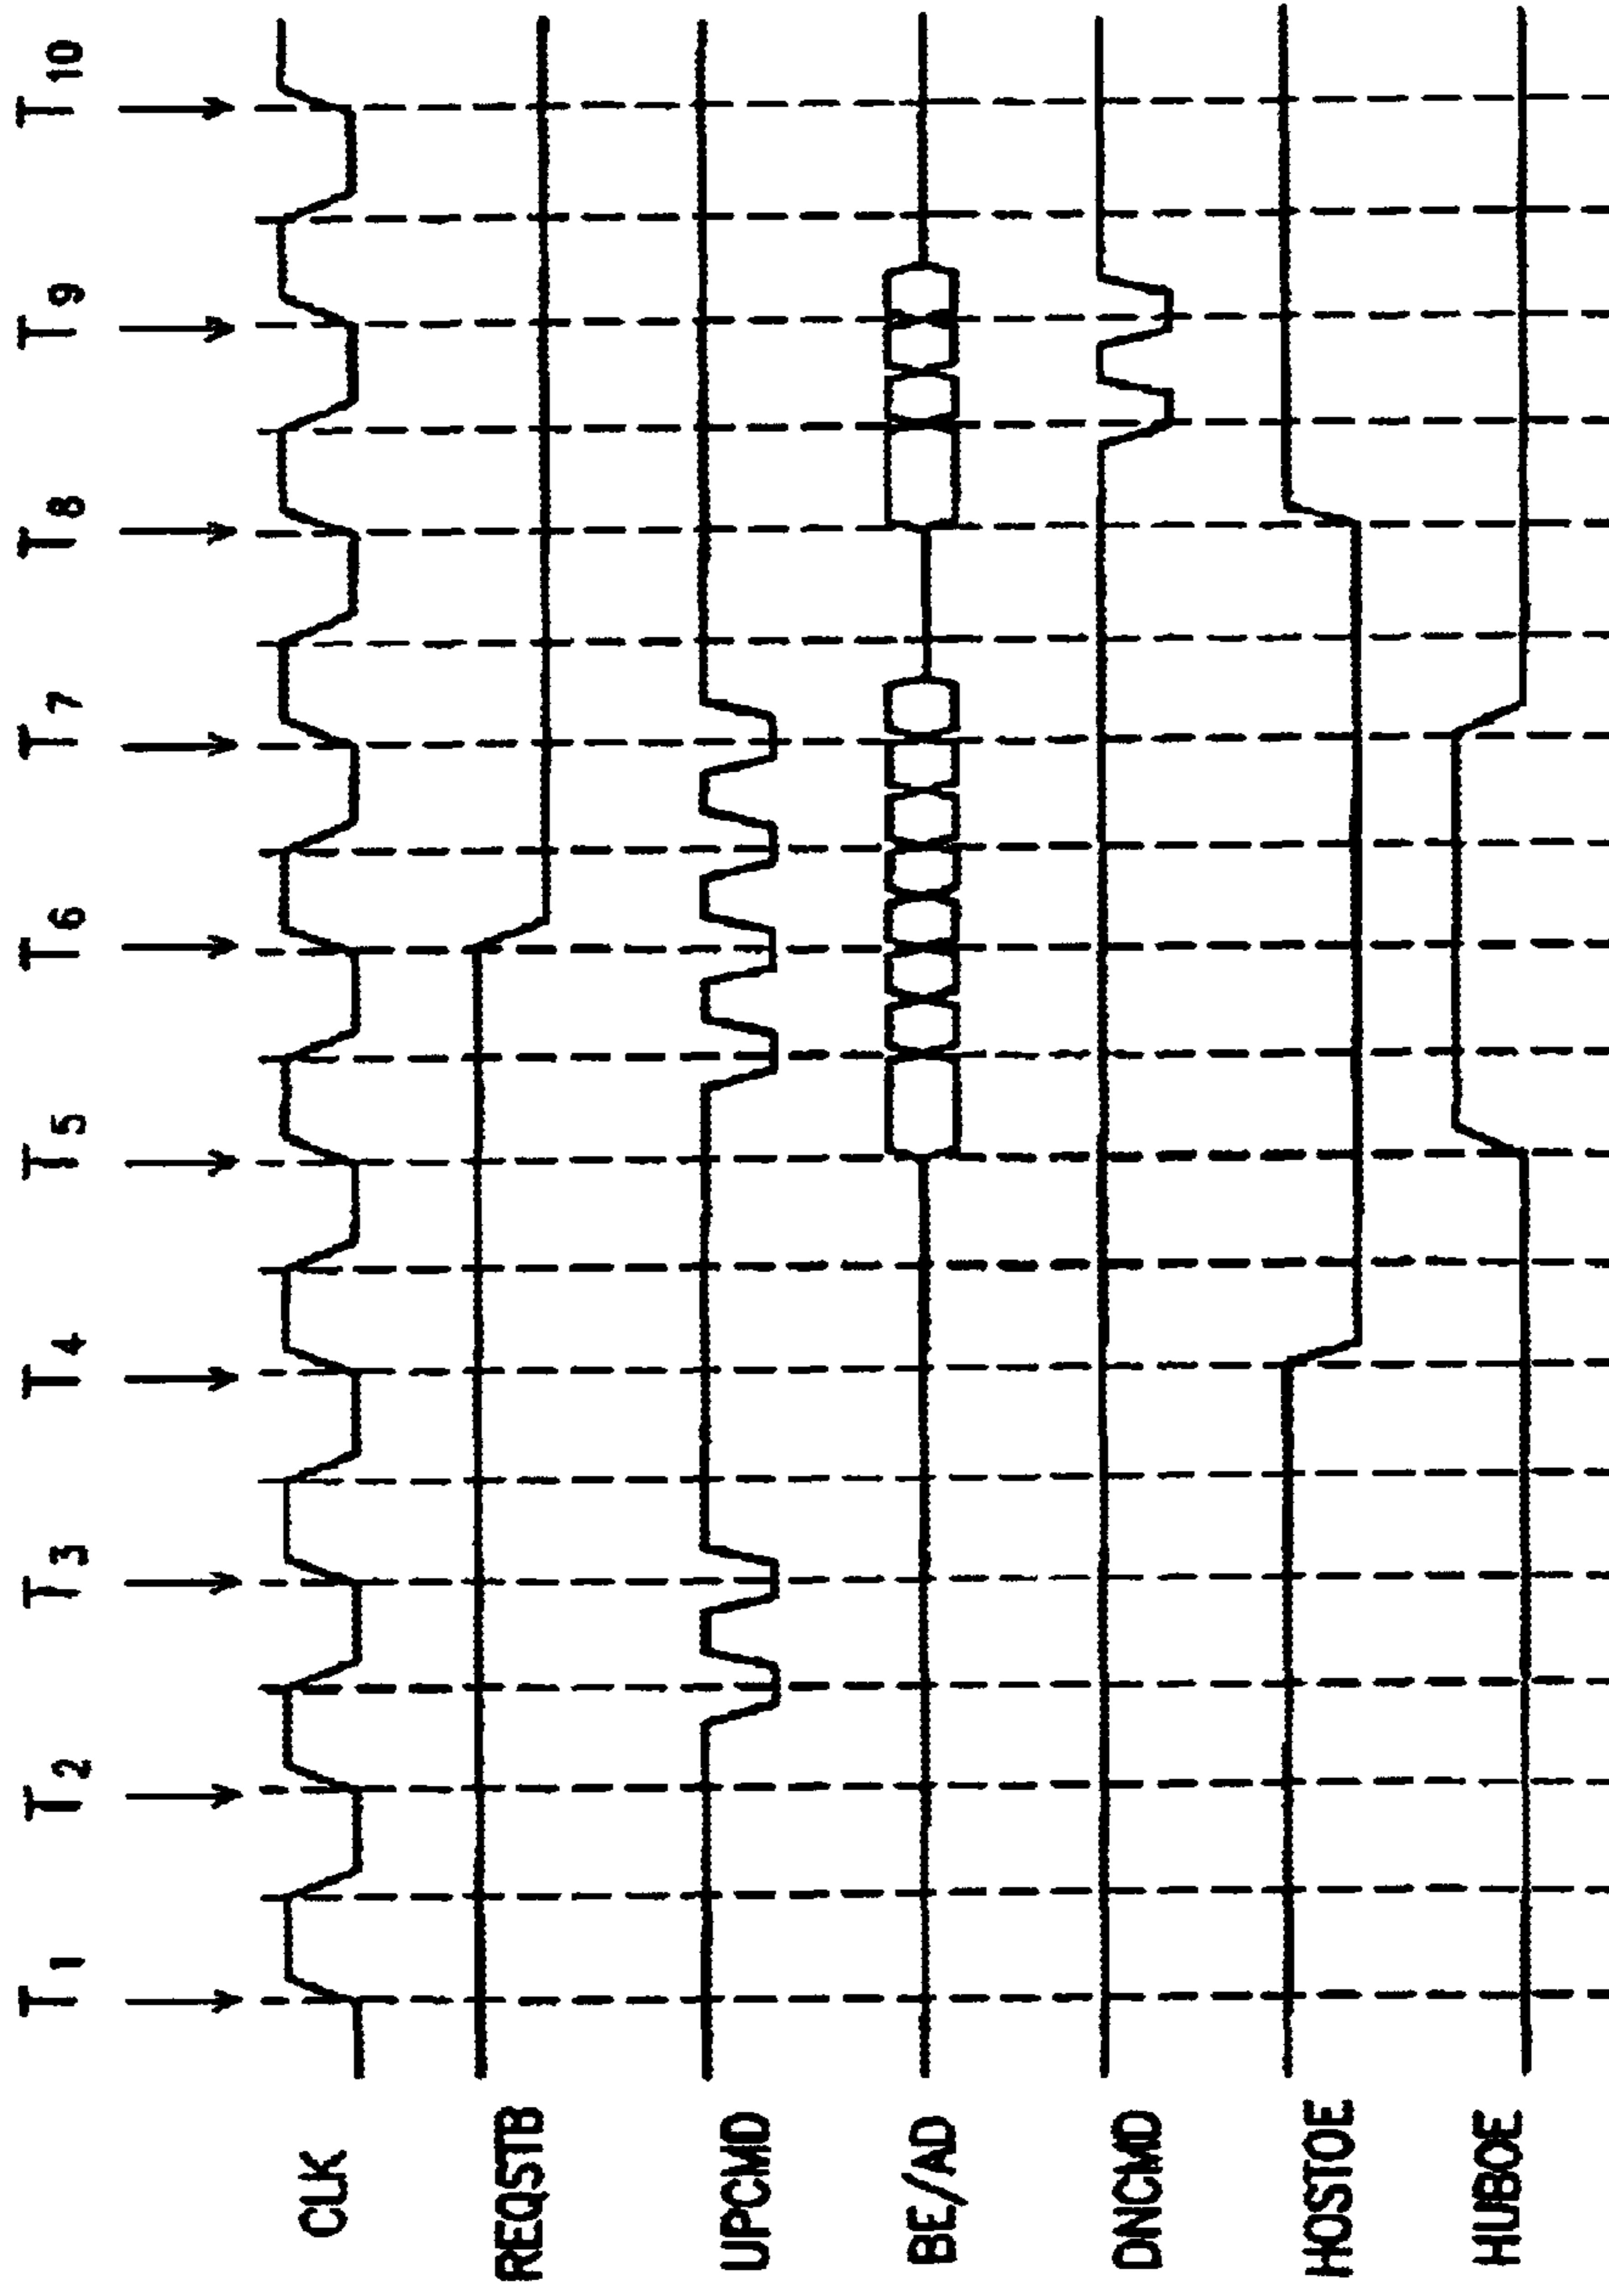 T1 T2 T3 T4 T5 T6 T7 T8 T9 T10
CLK
REQSTB
UPCMD
BE/AD
DNCMD
HOSTOE
HUBOE